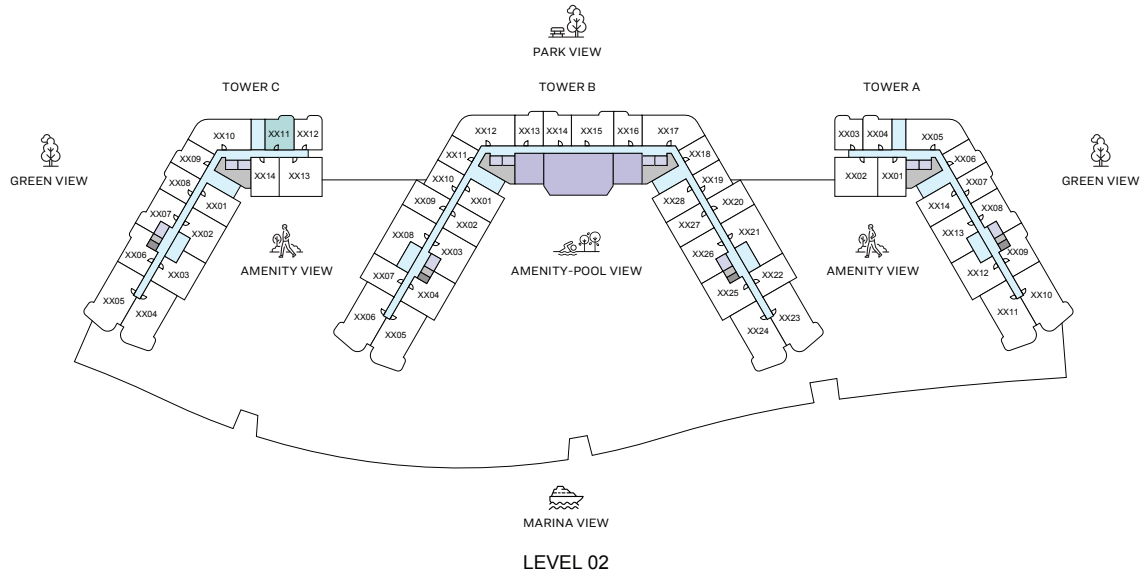 PARK VIEW
TOWER C
TOWER B
TOWER A
XX10
XX11
XX12
XX09
XX08
XX14
XX13
XX01
XX07
XX02
XX06
XX03
XX05
XX04
GREEN VIEW
AMENITY VIEW
XX12
XX13
XX14
XX15
XX16
XX17
XX11
XX18
XX10
XX19
XX09
XX01
XX28
XX20
XX08
XX02
XX27
XX21
XX03
XX26
XX07
XX22
XX04
XX25
XX06
XX23
XX05
XX24
AMENITY-POOL VIEW
XX03
XX04
XX05
XX02
XX01
XX06
XX07
XX14
XX08
XX13
XX09
XX12
XX10
XX11
AMENITY VIEW
GREEN VIEW
MARINA VIEW
LEVEL 02